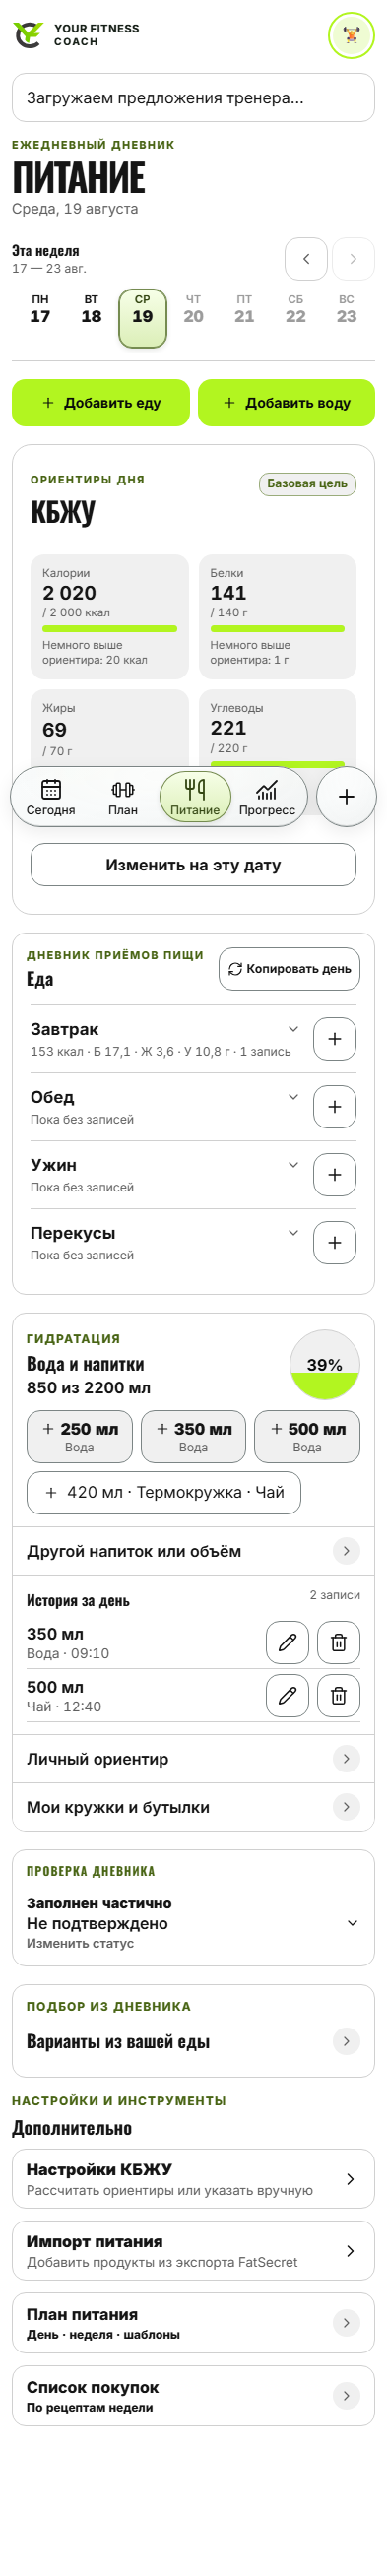 YOUR FITNESS
COACH
Загружаем предложения тренера...
ЕЖЕДНЕВНЫЙ ДНЕВНИК
ПИТАНИЕ
Среда, 19 августа
Эта неделя
17 — 23 авг.
ПН ВТ СР ЧТ ПТ СБ ВС
17 18 19 20 21 22 23
+ Добавить еду + Добавить воду
ОРИЕНТИРЫ ДНЯ Базовая цель
КБЖУ
Калории Белки
2 020 141
/ 2 000 ккал / 140 г
Немного выше Немного выше
ориентира: 20 ккал ориентира: 1 г
Жиры Углеводы
69 221
/ 70 г / 220 г
Сегодня План Питание Прогресс +
Изменить на эту дату
ДНЕВНИК ПРИЁМОВ ПИЩИ
Еда
Копировать день
Завтрак
153 ккал · Б 17,1 · Ж 3,6 · У 10,8 г · 1 запись
Обед
Пока без записей
Ужин
Пока без записей
Перекусы
Пока без записей
ГИДРАТАЦИЯ
Вода и напитки
850 из 2200 мл
39%
+ 250 мл + 350 мл + 500 мл
Вода Вода Вода
+ 420 мл · Термокружка · Чай
Другой напиток или объём
История за день 2 записи
350 мл
Вода · 09:10
500 мл
Чай · 12:40
Личный ориентир
Мои кружки и бутылки
ПРОВЕРКА ДНЕВНИКА
Заполнен частично
Не подтверждено
Изменить статус
ПОДБОР ИЗ ДНЕВНИКА
Варианты из вашей еды
НАСТРОЙКИ И ИНСТРУМЕНТЫ
Дополнительно
Настройки КБЖУ
Рассчитать ориентиры или указать вручную
Импорт питания
Добавить продукты из экспорта FatSecret
План питания
День · неделя · шаблоны
Список покупок
По рецептам недели